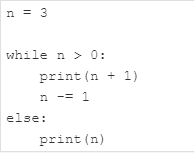 n = 3
while n > 0:
    print(n + 1)
    n -= 1
else:
    print(n)